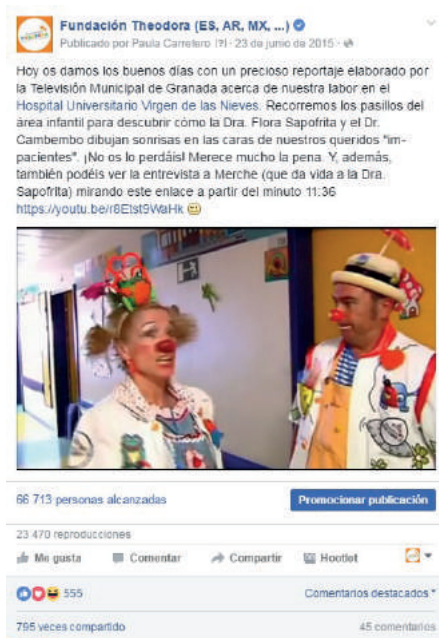 Fundación Theodora (ES, AR, MX, ...)
Publicado por Paula Carretero [?] · 23 de junio de 2015 ·
Hoy os damos los buenos días con un precioso reportaje elaborado por
la Televisión Municipal de Granada acerca de nuestra labor en el
Hospital Universitario Virgen de las Nieves. Recorremos los pasillos del
área infantil para descubrir cómo la Dra. Flora Sapofrita y el Dr.
Cambembo dibujan sonrisas en las caras de nuestros queridos "im-
pacientes". ¡No os lo perdáis! Merece mucho la pena. Y, además,
también podéis ver la entrevista a Merche (que da vida a la Dra.
Sapofrita) mirando este enlace a partir del minuto 11:36
https://youtu.be/r8Etst9WaHk
66 713 personas alcanzadas
Promocionar publicación
23 470 reproducciones
Me gusta Comentar Compartir Hootlet
555 Comentarios destacados
795 veces compartido 45 comentarios